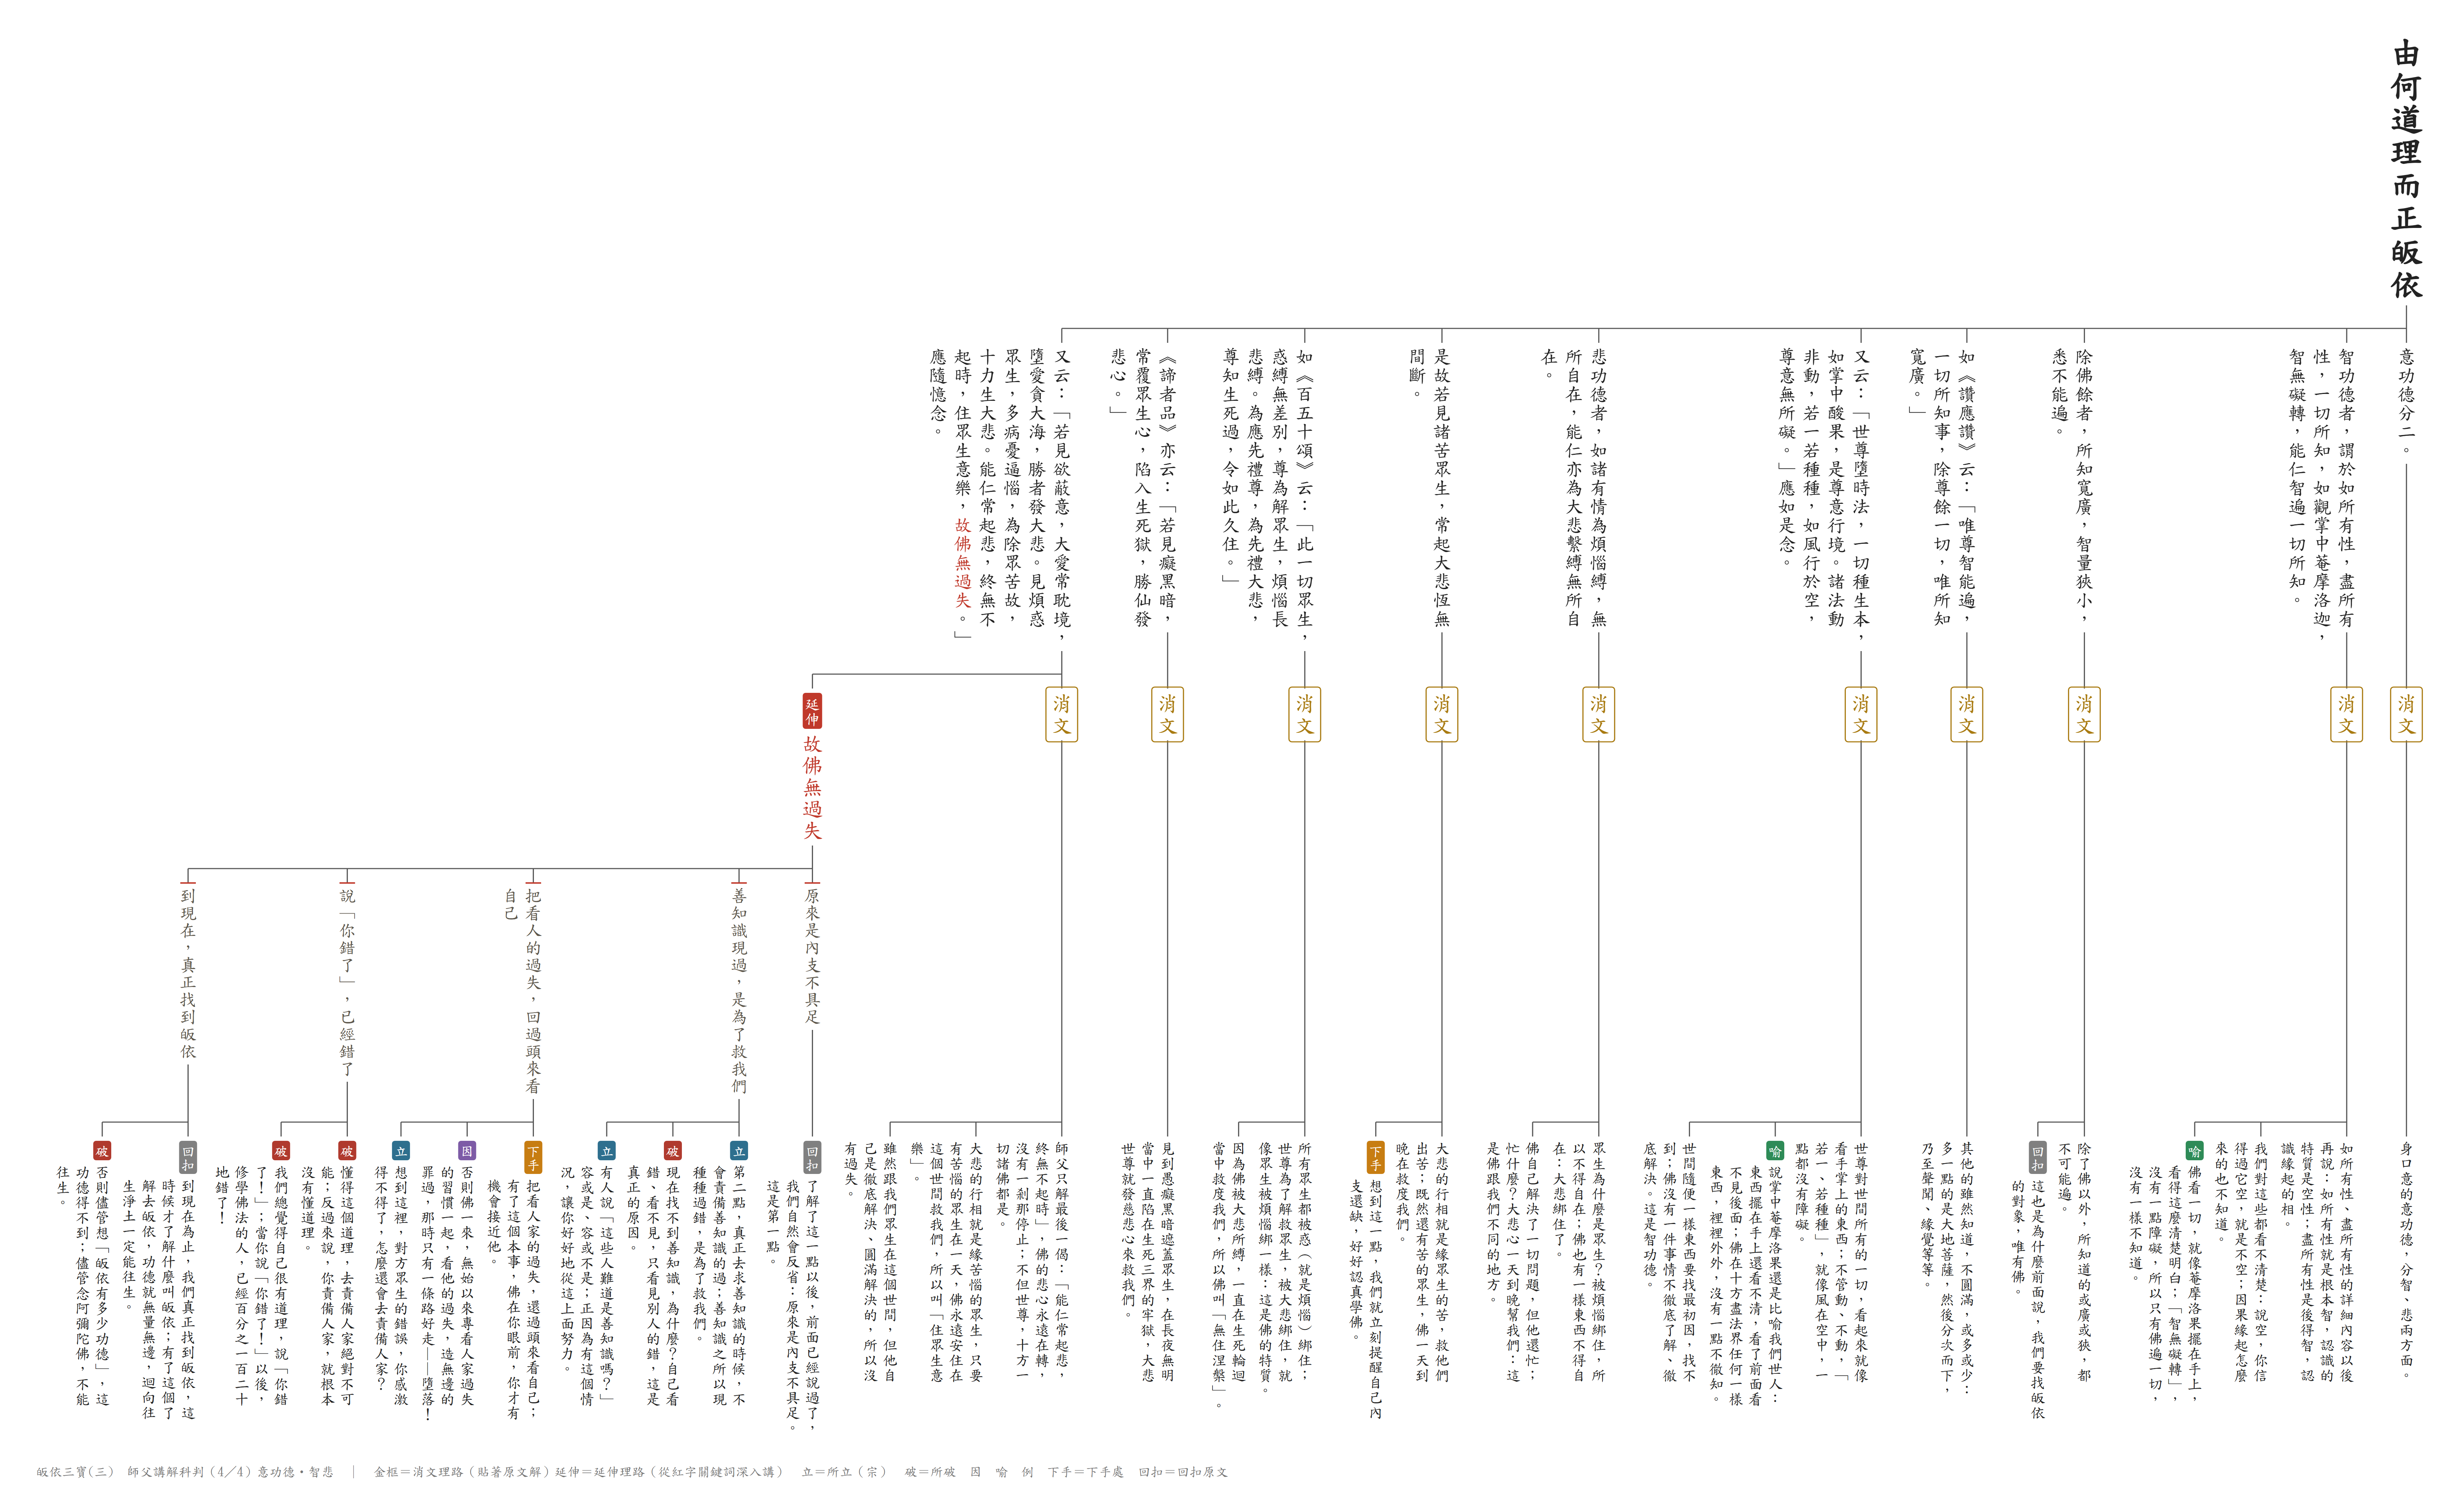 由何道理而正皈依
意功德分二。
智功德者，謂於如所有性，盡所有
性，一切所知，如觀掌中菴摩洛迦，
智無礙轉，能仁智遍一切所知。
除佛餘者，所知寬廣，智量狹小，
悉不能遍。
如《讚應讚》云：「唯尊智能遍，
一切所知事，除尊餘一切，唯所知
寬廣。」
又云：「世尊墮時法，一切種生本，
如掌中酸果，是尊意行境。諸法動
非動，若一若種種，如風行於空，
尊意無所礙。」應如是念。
悲功德者，如諸有情為煩惱縛，無
所自在，能仁亦為大悲繫縛無所自
在。
是故若見諸苦眾生，常起大悲恆無
間斷。
如《百五十頌》云：「此一切眾生，
惑縛無差別，尊為解眾生，煩惱長
悲縛。為應先禮尊，為先禮大悲，
尊知生死過，令如此久住。」
《諦者品》亦云：「若見癡黑暗，
常覆眾生心，陷入生死獄，勝仙發
悲心。」
又云：「若見欲蔽意，大愛常耽境，
墮愛貪大海，勝者發大悲。見煩惑
眾生，多病憂逼惱，為除眾苦故，
十力生大悲。能仁常起悲，終無不
起時，住眾生意樂，故佛無過失。」
應隨憶念。
消文
消文
消文
消文
消文
消文
消文
消文
消文
消文
延伸
故佛無過失
原來是內支不具足
善知識現過，是為了救我們
把看人的過失，回過頭來看
自己
說「你錯了」，已經錯了
到現在，真正找到皈依
身口意的意功德，分智、悲兩方面。
如所有性、盡所有性的詳細內容以後
再說：如所有性就是根本智，認識的
特質是空性；盡所有性是後得智，認
識緣起的相。
我們對這些都看不清楚：說空，你信
得過它空，就是不空；因果緣起怎麼
來的也不知道。
喻
佛看一切，就像菴摩洛果擺在手上，
看得這麼清楚明白；「智無礙轉」，
沒有一點障礙，所以只有佛遍一切，
沒有一樣不知道。
除了佛以外，所知道的或廣或狹，都
不可能遍。
回扣
這也是為什麼前面說，我們要找皈依
的對象，唯有佛。
其他的雖然知道，不圓滿，或多或少：
多一點的是大地菩薩，然後分次而下，
乃至聲聞、緣覺等等。
世尊對世間所有的一切，看起來就像
看手掌上的東西；不管動、不動，「
若一、若種種」，就像風在空中，一
點都沒有障礙。
喻
說掌中菴摩洛果還是比喻我們世人：
東西擺在手上還看不清，看了前面看
不見後面；佛在十方盡法界任何一樣
東西，裡裡外外，沒有一點不徹知。
世間隨便一樣東西要找最初因，找不
到；佛沒有一件事情不徹底了解、徹
底解決。這是智功德。
眾生為什麼是眾生？被煩惱綁住，所
以不得自在；佛也有一樣東西不得自
在：大悲綁住了。
佛自己解決了一切問題，但他還忙；
忙什麼？大悲心一天到晚幫我們：這
是佛跟我們不同的地方。
大悲的行相就是緣眾生的苦，救他們
出苦；既然還有苦的眾生，佛一天到
晚在救度我們。
下手
想到這一點，我們就立刻提醒自己內
支還缺，好好認真學佛。
所有眾生都被惑（就是煩惱）綁住；
世尊為了解救眾生，被大悲綁住，就
像眾生被煩惱綁一樣：這是佛的特質。
因為佛被大悲所縛，一直在生死輪迴
當中救度我們，所以佛叫「無住涅槃」。
見到愚癡黑暗遮蓋眾生，在長夜無明
當中一直陷在生死三界的牢獄，大悲
世尊就發慈悲心來救我們。
師父只解最後一偈：「能仁常起悲，
終無不起時」，佛的悲心永遠在轉，
沒有一剎那停止；不但世尊，十方一
切諸佛都是。
大悲的行相就是緣苦惱的眾生，只要
有苦惱的眾生在一天，佛永遠安住在
這個世間救我們，所以叫「住眾生意
樂」。
雖然跟我們眾生在這個世間，但他自
己是徹底解決、圓滿解決的，所以沒
有過失。
回扣
了解了這一點以後，前面已經說過了，
我們自然會反省：原來是內支不具足。
這是第一點。
立
第二點，真正去求善知識的時候，不
會責備善知識的過；善知識之所以現
種種過錯，是為了救我們。
破
現在找不到善知識，為什麼？自己看
錯、看不見，只看見別人的錯，這是
真正的原因。
立
有人說「這些人難道是善知識嗎？」
容或是、容或不是；正因為有這個情
況，讓你好好地從這上面努力。
下手
把看人家的過失，還過頭來看自己；
有了這個本事，佛在你眼前，你才有
機會接近他。
因
否則佛一來，無始以來專看人家過失
的習慣一起，看他的過失，造無邊的
罪過，那時只有一條路好走——墮落！
立
想到這裡，對方眾生的錯誤，你感激
得不得了，怎麼還會去責備人家？
破
懂得這個道理，去責備人家絕對不可
能；反過來說，你責備人家，就根本
沒有懂道理。
破
我們總覺得自己很有道理，說「你錯
了！」；當你說「你錯了！」以後，
修學佛法的人，已經百分之一百二十
地錯了！
回扣
到現在為止，我們真正找到皈依，這
時候才了解什麼叫皈依；有了這個了
解去皈依，功德就無量無邊，迴向往
生淨土一定能往生。
破
否則儘管想「皈依有多少功德」，這
功德得不到；儘管念阿彌陀佛，不能
往生。
皈依三寶(三)　師父講解科判（4／4）意功德・智悲　｜　金框＝消文理路（貼著原文解）延伸＝延伸理路（從紅字關鍵詞深入講）　立＝所立（宗）　破＝所破　因　喻　例　下手＝下手處　回扣＝回扣原文